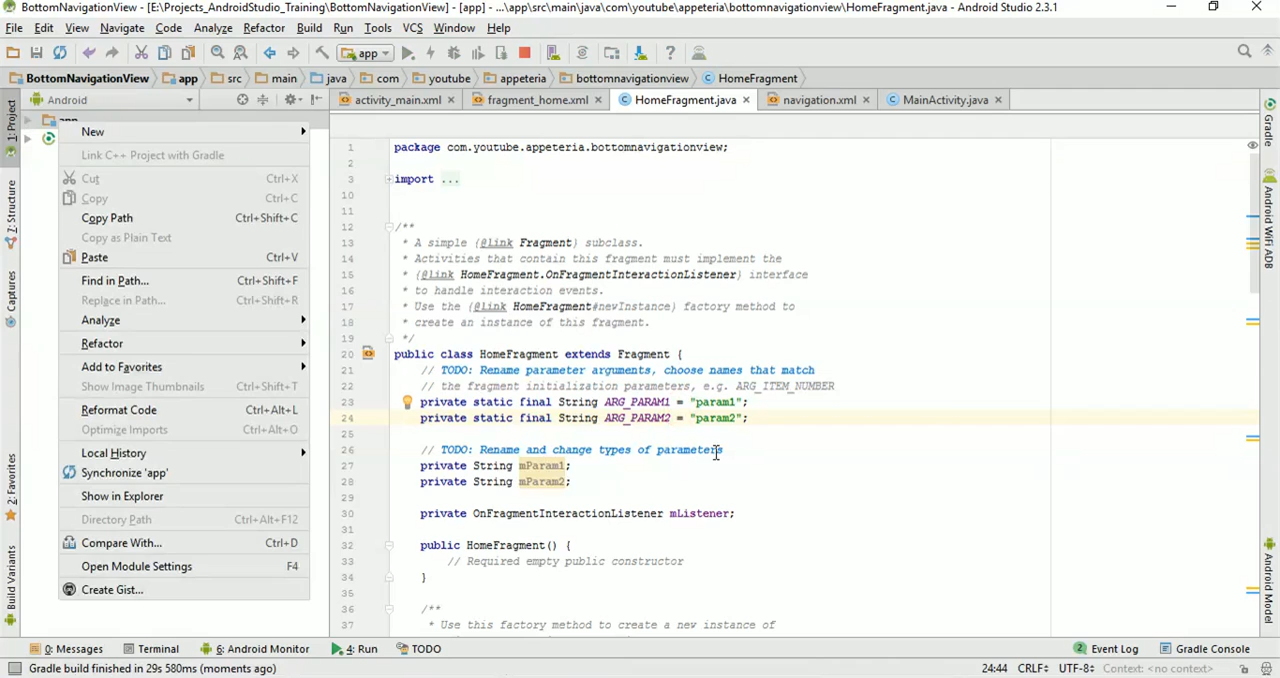 BottomNavigationView - [E:\Projects_AndroidStudio_Training\BottomNavigationView] - [app] - ...\app\src\main\java\com\youtube\appeteria\bottomnavigationview\HomeFragment.java - Android Studio 2.3.1
File Edit View Navigate Code Analyze Refactor Build Run Tools VCS Window Help
app
BottomNavigationView app src main java com youtube appeteria bottomnavigationview HomeFragment
Android activity_main.xml fragment_home.xml HomeFragment.java navigation.xml MainActivity.java
1: Project
Z: Structure
Captures
2: Favorites
Build Variants
app
New
Link C++ Project with Gradle
Cut Ctrl+X
Copy Ctrl+C
Copy Path Ctrl+Shift+C
Copy as Plain Text
Paste Ctrl+V
Find in Path... Ctrl+Shift+F
Replace in Path... Ctrl+Shift+R
Analyze
Refactor
Add to Favorites
Show Image Thumbnails Ctrl+Shift+T
Reformat Code Ctrl+Alt+L
Optimize Imports Ctrl+Alt+O
Local History
Synchronize 'app'
Show in Explorer
Directory Path Ctrl+Alt+F12
Compare With... Ctrl+D
Open Module Settings F4
Create Gist...
1 package com.youtube.appeteria.bottomnavigationview;
2
3 import ...
10
11
12 /**
13 * A simple {@link Fragment} subclass.
14 * Activities that contain this fragment must implement the
15 * {@link HomeFragment.OnFragmentInteractionListener} interface
16 * to handle interaction events.
17 * Use the {@link HomeFragment#newInstance} factory method to
18 * create an instance of this fragment.
19 */
20 public class HomeFragment extends Fragment {
21 // TODO: Rename parameter arguments, choose names that match
22 // the fragment initialization parameters, e.g. ARG_ITEM_NUMBER
23 private static final String ARG_PARAM1 = "param1";
24 private static final String ARG_PARAM2 = "param2";
25
26 // TODO: Rename and change types of parameters
27 private String mParam1;
28 private String mParam2;
29
30 private OnFragmentInteractionListener mListener;
31
32 public HomeFragment() {
33 // Required empty public constructor
34 }
35
36 /**
37 * Use this factory method to create a new instance of
Gradle
Android WiFi ADB
Android Model
0: Messages Terminal 6: Android Monitor 4: Run TODO Event Log Gradle Console
Gradle build finished in 29s 580ms (moments ago) 24:44 CRLF UTF-8 Context: <no context>